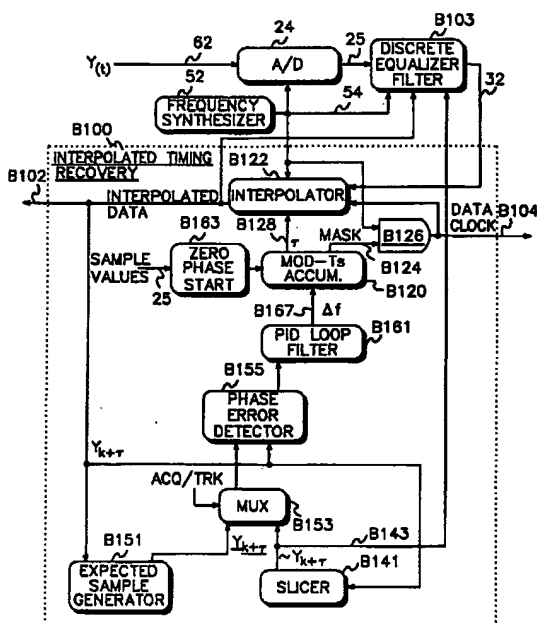 24
25
B103
Y(t)
62
A/D
DISCRETE
EQUALIZER
FILTER
52
54
32
FREQUENCY
SYNTHESIZER
B100
INTERPOLATED TIMING
RECOVERY
B122
B102
INTERPOLATOR
INTERPOLATED
DATA
B128
τ
MASK
B126
DATA
CLOCK
B104
B163
SAMPLE
VALUES
25
ZERO
PHASE
START
MOD-Ts
ACCUM.
B124
B120
B167
Δf
PID LOOP
FILTER
B161
B155
PHASE
ERROR
DETECTOR
Yk+τ
ACQ/TRK
MUX
B153
B143
B151
Yk+τ
Yk+τ
B141
EXPECTED
SAMPLE
GENERATOR
SLICER